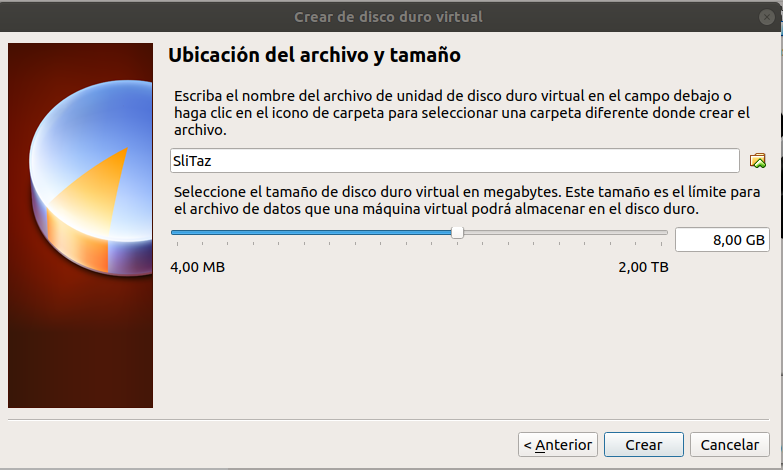 Crear de disco duro virtual
Ubicación del archivo y tamaño
Escriba el nombre del archivo de unidad de disco duro virtual en el campo debajo o
haga clic en el icono de carpeta para seleccionar una carpeta diferente donde crear el
archivo.
SliTaz
Seleccione el tamaño de disco duro virtual en megabytes. Este tamaño es el límite para
el archivo de datos que una máquina virtual podrá almacenar en el disco duro.
8,00 GB
4,00 MB 2,00 TB
< Anterior Crear Cancelar